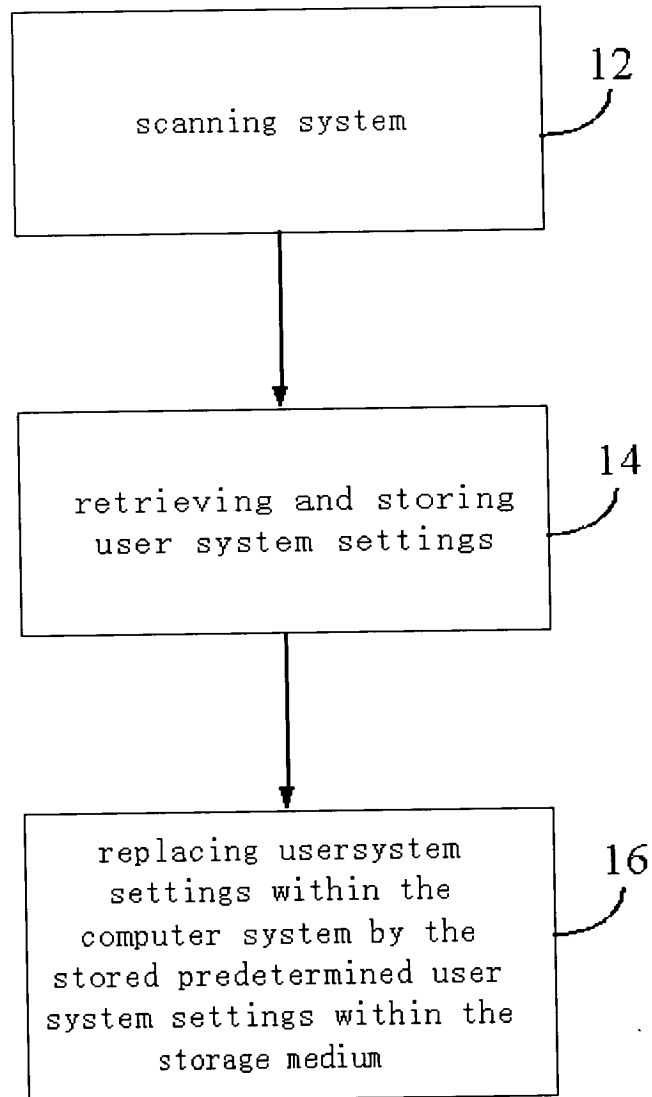 12
scanning system
14
retrieving and storing
user system settings
16
replacing usersystem
settings within the
computer system by the
stored predetermined user
system settings within the
storage medium